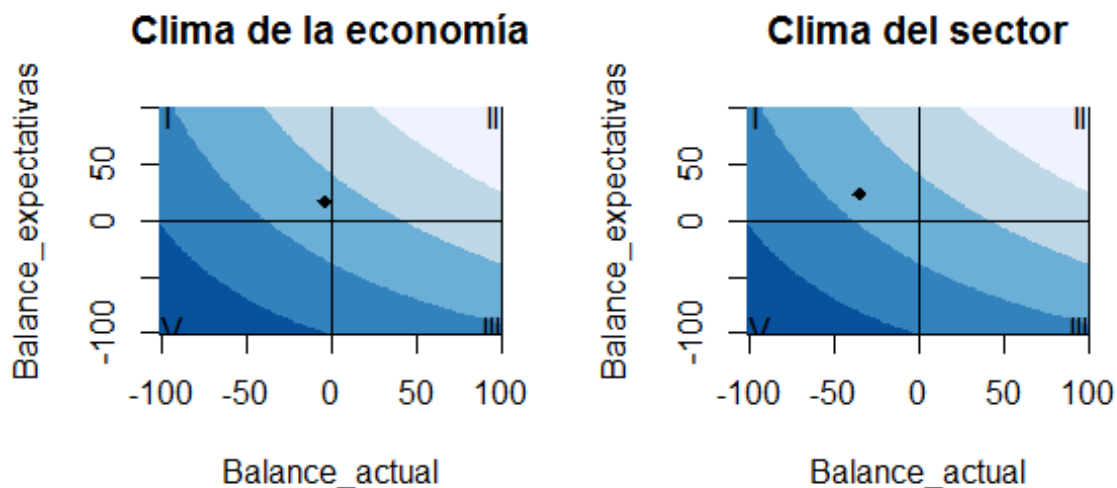 Clima de la economía
Balance_expectativas
50
0
-100
I
II
V
III
-100 -50 0 50 100
Balance_actual
Clima del sector
Balance_expectativas
50
0
-100
I
II
V
III
-100 -50 0 50 100
Balance_actual